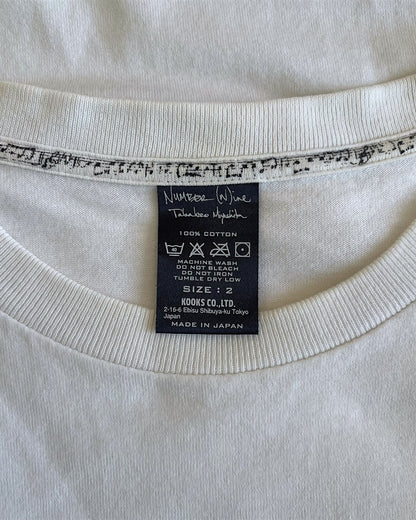 NUMBER (N)INE
Takahiro Miyashita
100% COTTON
40
MACHINE WASH
DO NOT BLEACH
DO NOT IRON
TUMBLE DRY LOW
SIZE : 2
KOOKS CO.,LTD.
2-16-6 Ebisu Shibuya-ku Tokyo
Japan
MADE IN JAPAN